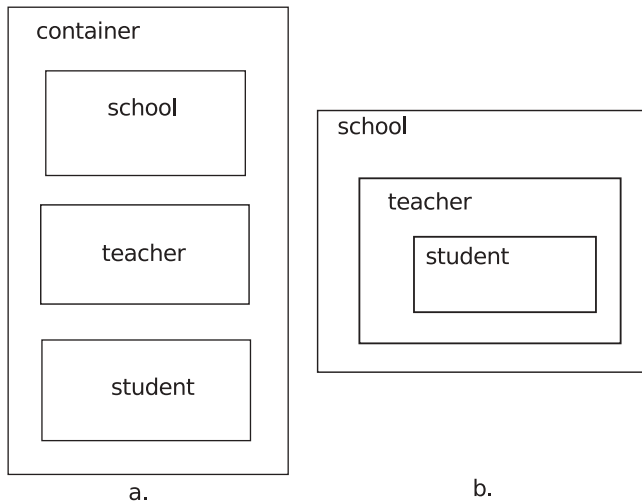 container
school
teacher
student
a.
school
teacher
student
b.